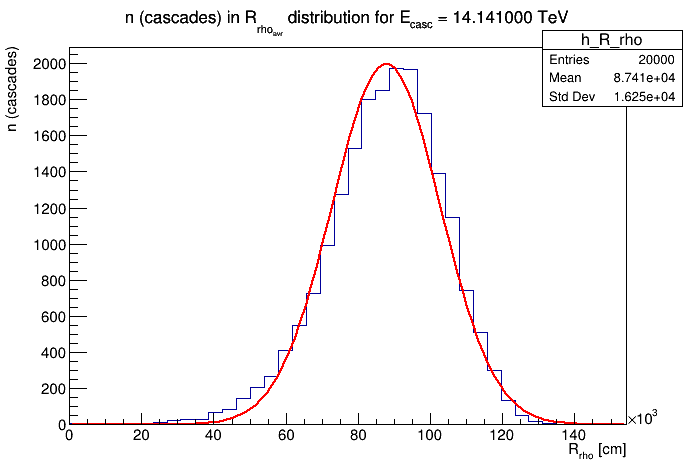 n (cascades) in R_rho_avr distribution for E_casc = 14.141000 TeV
h_R_rho
Entries 20000
Mean 8.741e+04
Std Dev 1.625e+04
n (cascades)
2000
1800
1600
1400
1200
1000
800
600
400
200
0
0 20 40 60 80 100 120 140
×10³
R_rho [cm]